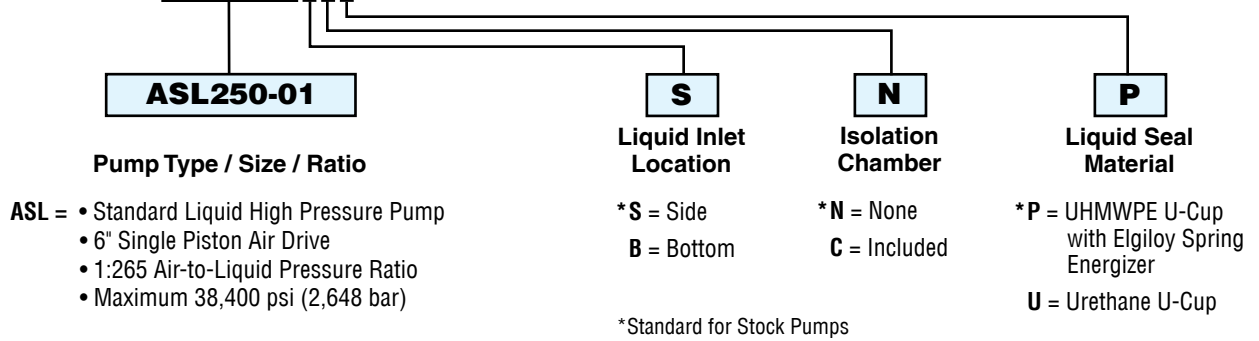 ASL250-01
S
N
P
Pump Type / Size / Ratio
Liquid Inlet
Location
Isolation
Chamber
Liquid Seal
Material
ASL = • Standard Liquid High Pressure Pump
• 6" Single Piston Air Drive
• 1:265 Air-to-Liquid Pressure Ratio
• Maximum 38,400 psi (2,648 bar)
*S = Side
B = Bottom
*N = None
C = Included
*P = UHMWPE U-Cup
with Elgiloy Spring
Energizer
U = Urethane U-Cup
*Standard for Stock Pumps